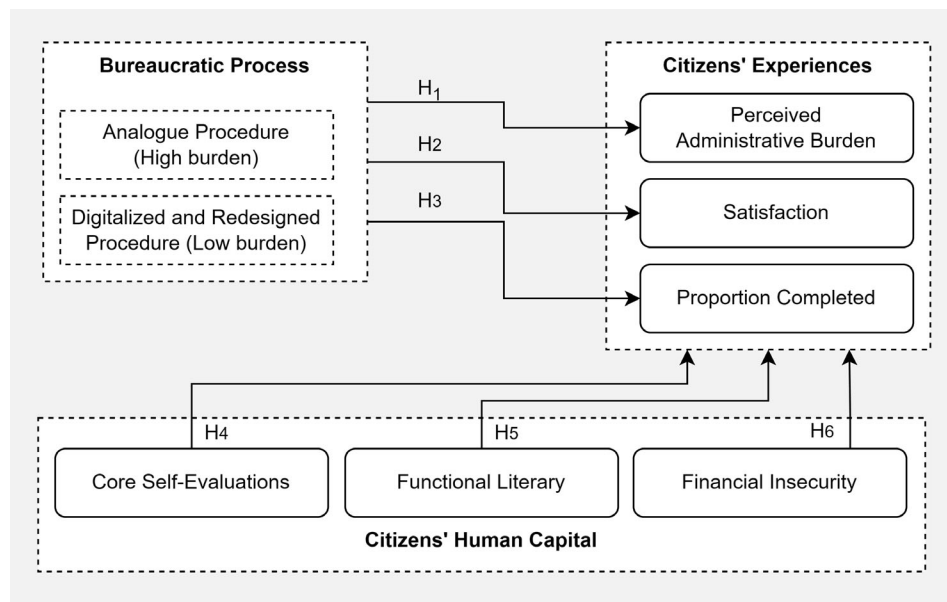 Bureaucratic Process
Analogue Procedure
(High burden)
Digitalized and Redesigned
Procedure (Low burden)
H1
H2
H3
Citizens' Experiences
Perceived
Administrative Burden
Satisfaction
Proportion Completed
H4
H5
H6
Core Self-Evaluations
Functional Literary
Financial Insecurity
Citizens' Human Capital